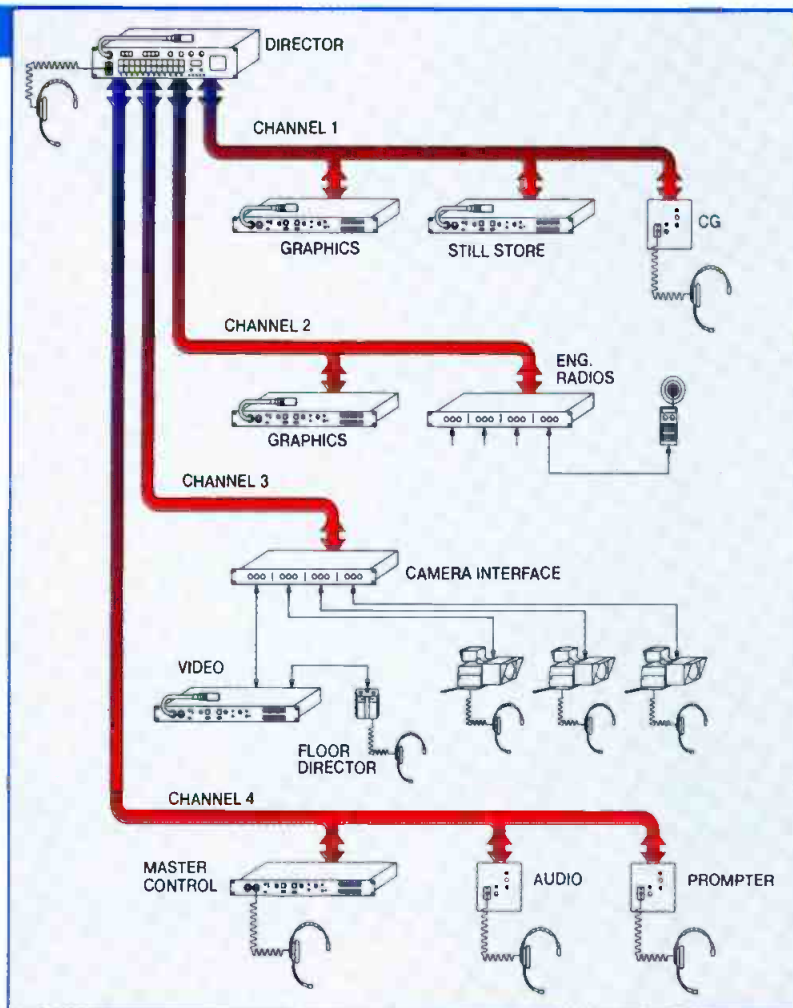 DIRECTOR
CHANNEL 1
GRAPHICS
STILL STORE
CG
CHANNEL 2
ENG.
RADIOS
GRAPHICS
CHANNEL 3
CAMERA INTERFACE
VIDEO
FLOOR
DIRECTOR
CHANNEL 4
MASTER
CONTROL
AUDIO
PROMPTER